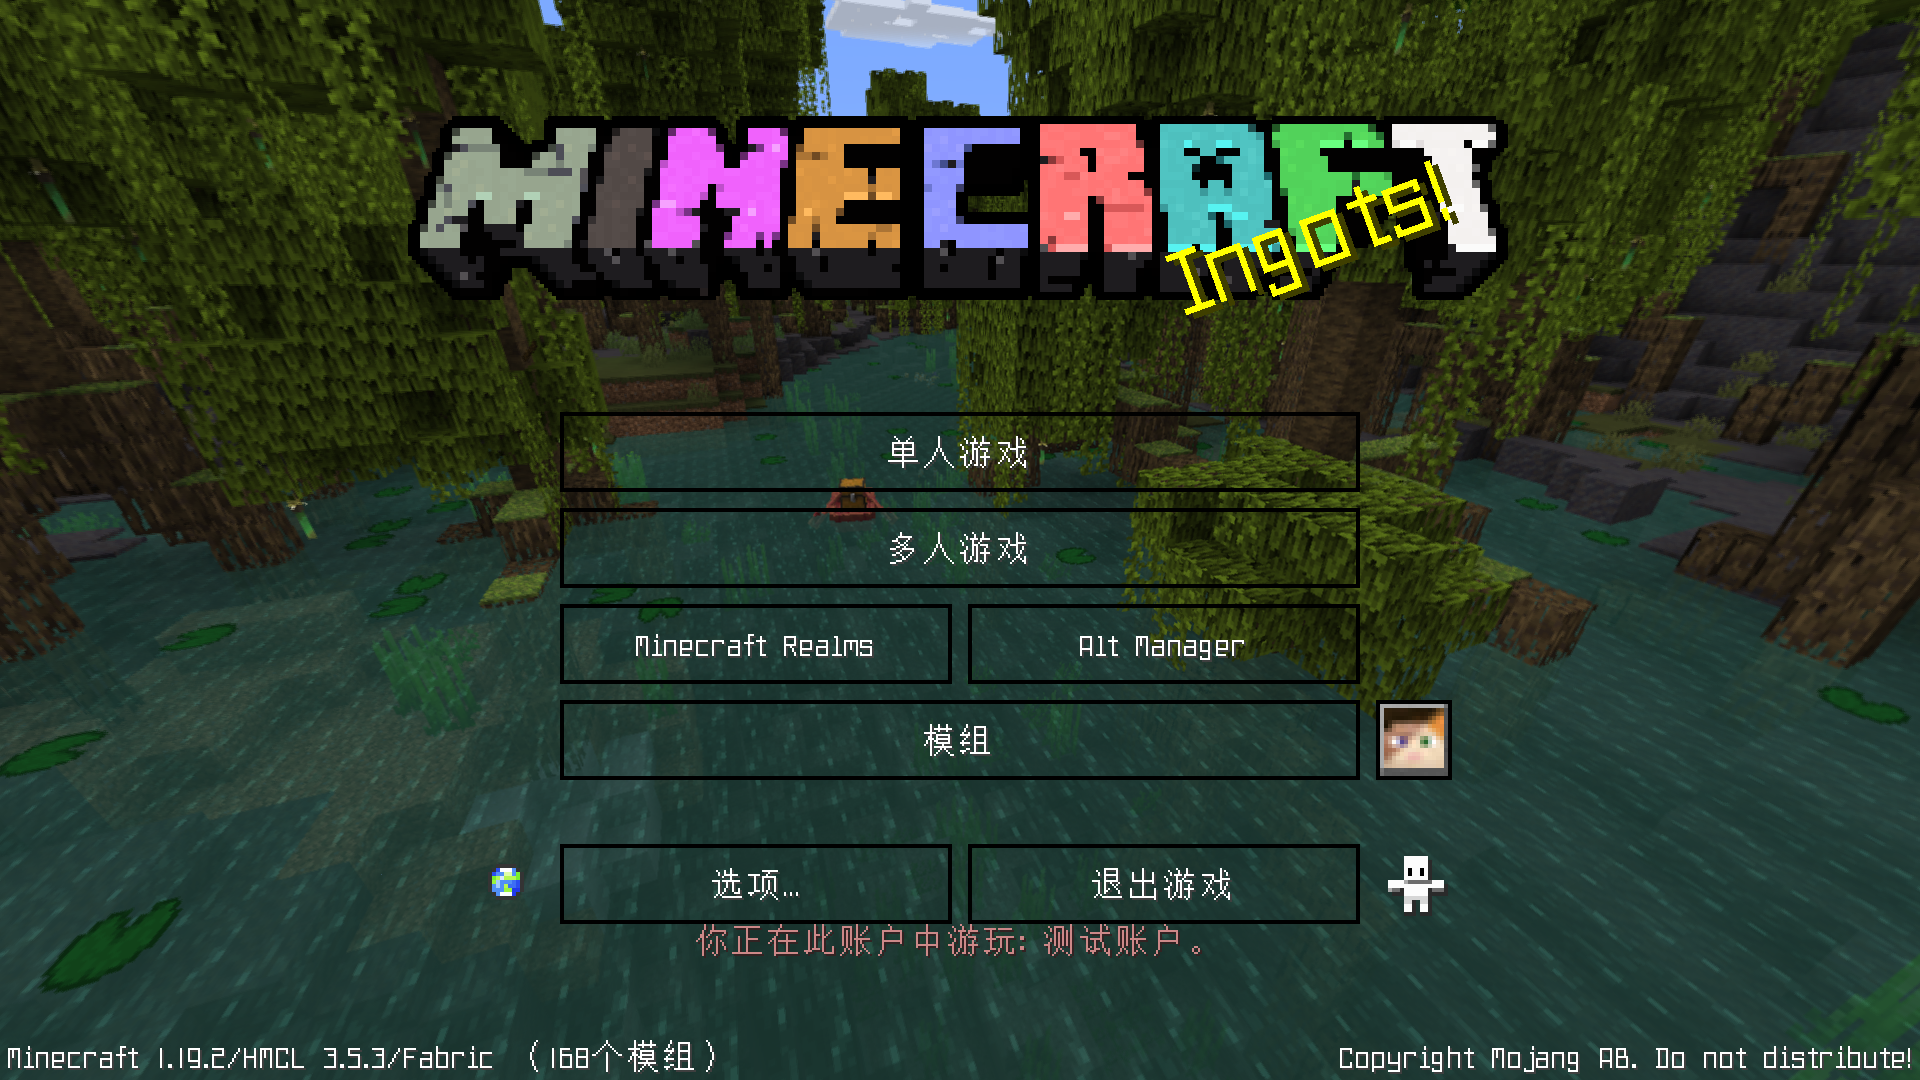 MINECRAFT
Ingots!
单人游戏
多人游戏
Minecraft Realms
Alt Manager
模组
选项...
退出游戏
你正在此账户中游玩: 测试账户。
Minecraft 1.19.2/HMCL 3.5.3/Fabric （168个模组）
Copyright Mojang AB. Do not distribute!